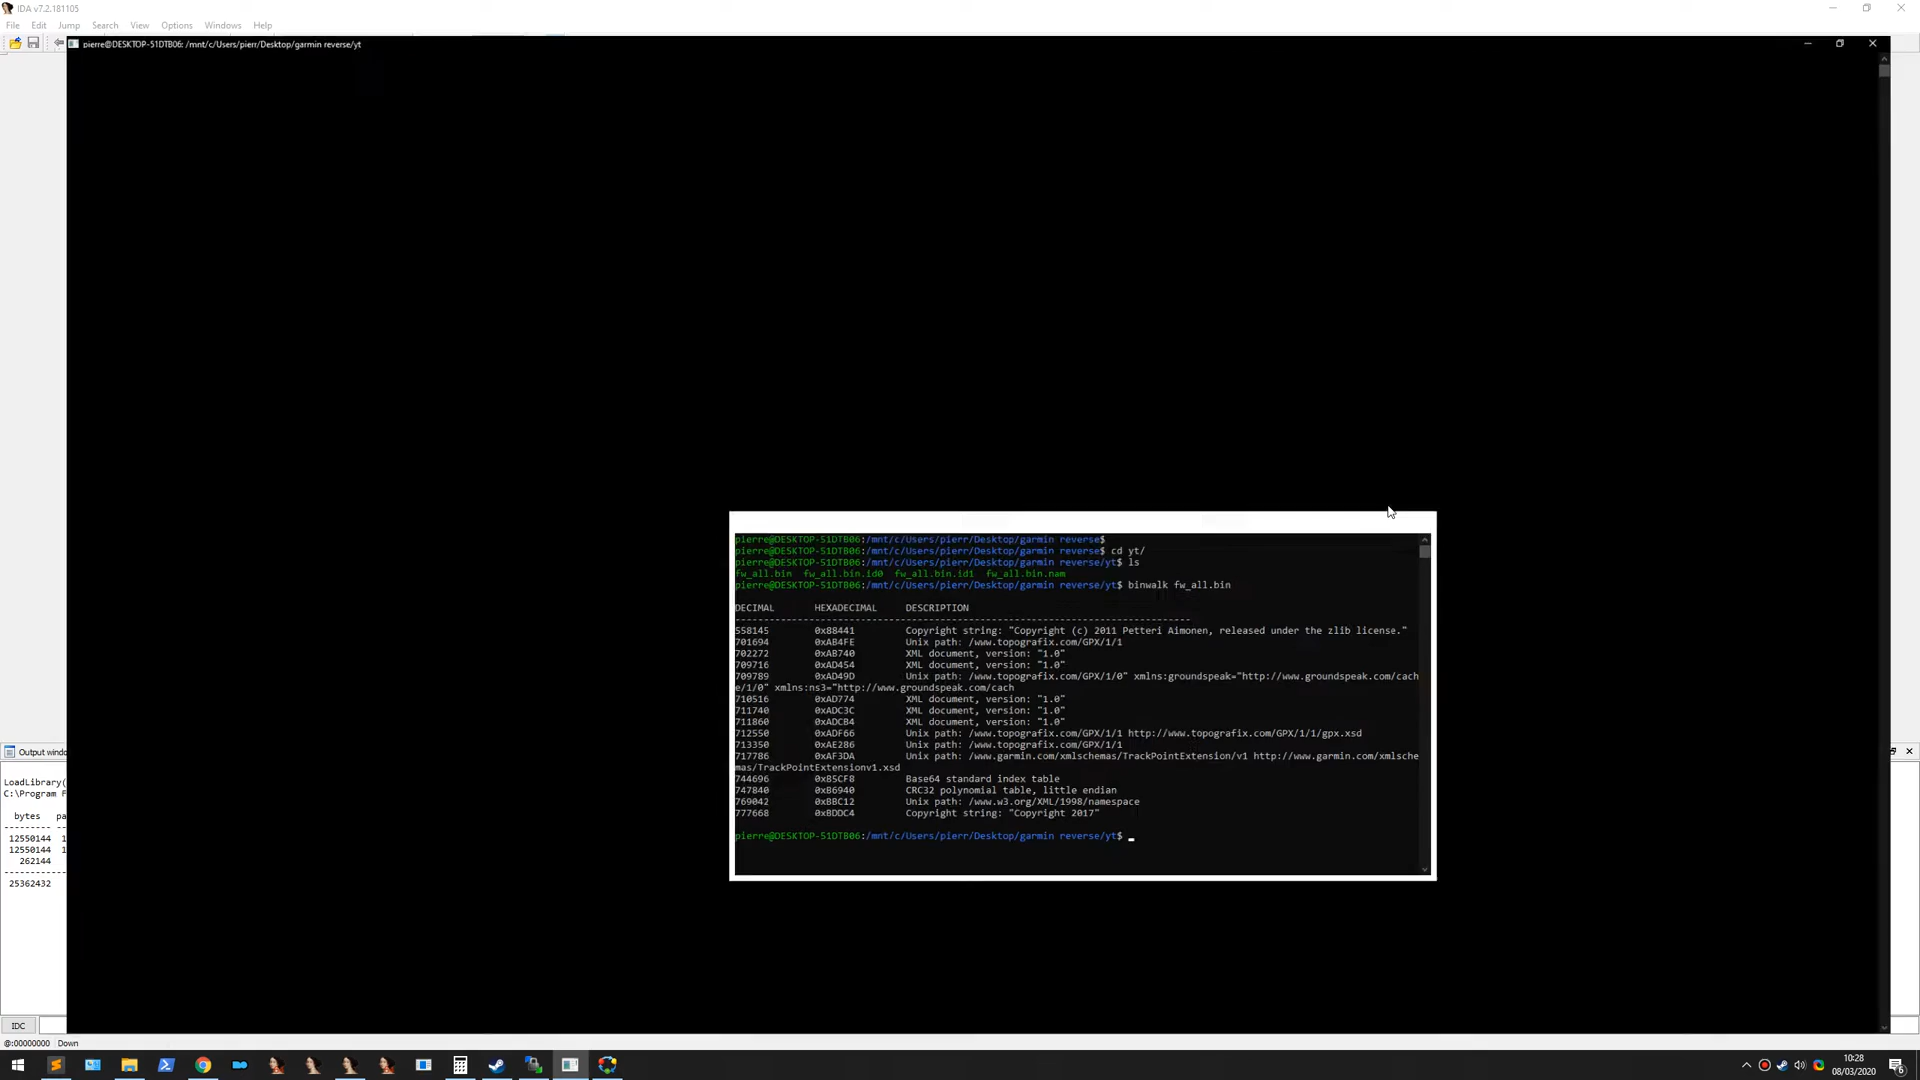 IDA v7.2.181105
File Edit Jump Search View Options Windows Help
pierre@DESKTOP-51DTB06: /mnt/c/Users/pierr/Desktop/garmin reverse/yt
pierre@DESKTOP-51DTB06:/mnt/c/Users/pierr/Desktop/garmin reverse$
pierre@DESKTOP-51DTB06:/mnt/c/Users/pierr/Desktop/garmin reverse$ cd yt/
pierre@DESKTOP-51DTB06:/mnt/c/Users/pierr/Desktop/garmin reverse/yt$ ls
fw_all.bin fw_all.bin.id0 fw_all.bin.id1 fw_all.bin.nam
pierre@DESKTOP-51DTB06:/mnt/c/Users/pierr/Desktop/garmin reverse/yt$ binwalk fw_all.bin
DECIMAL HEXADECIMAL DESCRIPTION
--------------------------------------------------------------------------------
558145 0x88441 Copyright string: "Copyright (c) 2011 Petteri Aimonen, released under the zlib license."
701694 0xAB4FE Unix path: /www.topografix.com/GPX/1/1
702272 0xAB740 XML document, version: "1.0"
709716 0xAD454 XML document, version: "1.0"
709789 0xAD49D Unix path: /www.topografix.com/GPX/1/0" xmlns:groundspeak="http://www.groundspeak.com/cach
e/1/0" xmlns:ns3="http://www.groundspeak.com/cach
710516 0xAD774 XML document, version: "1.0"
711740 0xADC3C XML document, version: "1.0"
711860 0xADCB4 XML document, version: "1.0"
712550 0xADF66 Unix path: /www.topografix.com/GPX/1/1 http://www.topografix.com/GPX/1/1/gpx.xsd
713350 0xAE286 Unix path: /www.topografix.com/GPX/1/1
717786 0xAF3DA Unix path: /www.garmin.com/xmlschemas/TrackPointExtension/v1 http://www.garmin.com/xmlsche
mas/TrackPointExtensionv1.xsd
744696 0xB5CF8 Base64 standard index table
747840 0xB6940 CRC32 polynomial table, little endian
769042 0xBBC12 Unix path: /www.w3.org/XML/1998/namespace
777668 0xBDDC4 Copyright string: "Copyright 2017"
pierre@DESKTOP-51DTB06:/mnt/c/Users/pierr/Desktop/garmin reverse/yt$ _
Output windo
LoadLibrary(
C:\Program F
bytes pa
--------- --
12550144 1
12550144 1
262144
------------
25362432
IDC
@:00000000 Down
10:28
08/03/2020
6